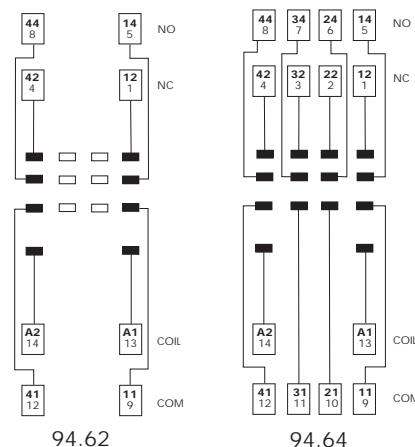 44 14 NO
8 5
42 12 NC
4 1
A2 A1 COIL
14 13
41 11 COM
12 9
94.62
44 34 24 14 NO
8 7 6 5
42 32 22 12 NC
4 3 2 1
A2 A1 COIL
14 13
41 31 21 11 COM
12 11 10 9
94.64